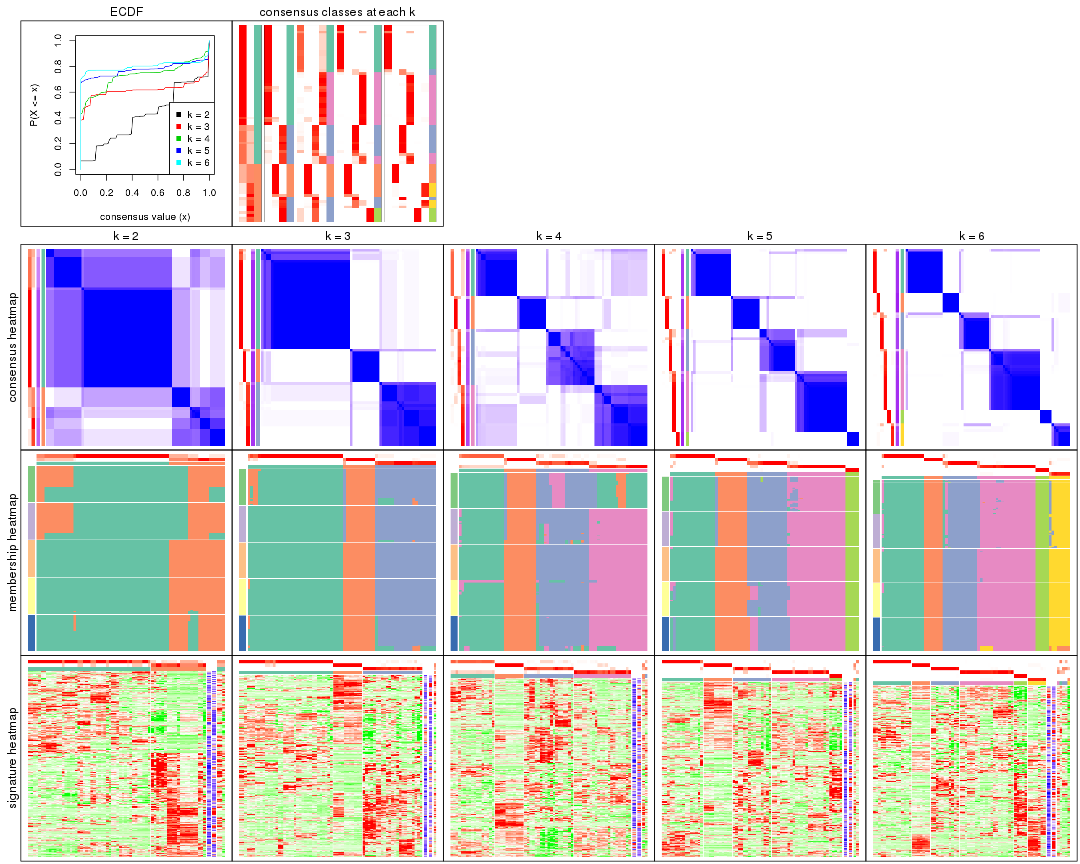 ECDF
consensus classes at each k
P(X <= x)
0.0
0.2
0.4
0.6
0.8
1.0
k = 2
k = 3
k = 4
k = 5
k = 6
0.0 0.2 0.4 0.6 0.8 1.0
consensus value (x)
k = 2
k = 3
k = 4
k = 5
k = 6
consensus heatmap
membership heatmap
signature heatmap